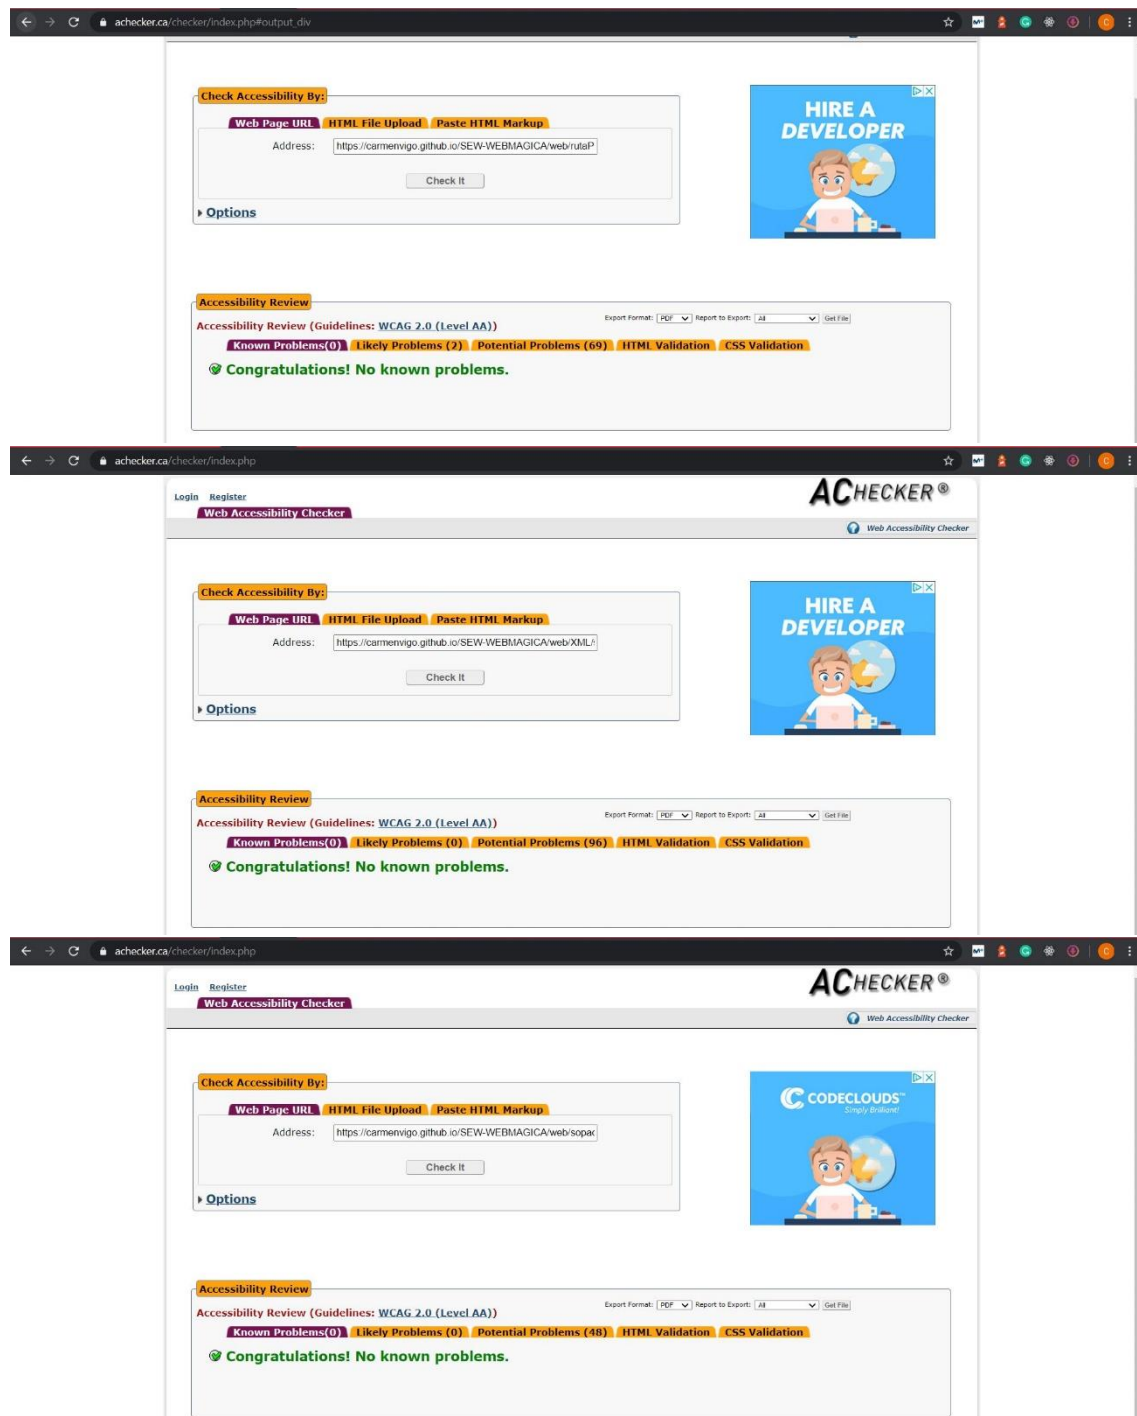 achecker.ca/checker/index.php#output_div
Check Accessibility By:
Web Page URL HTML File Upload Paste HTML Markup
Address: https://carmenvigo.github.io/SEW-WEBMAGICA/web/rutaP
Check It
Options
HIRE A
DEVELOPER
Accessibility Review
Export Format: PDF Report to Export: All Get File
Accessibility Review (Guidelines: WCAG 2.0 (Level AA))
Known Problems(0) Likely Problems (2) Potential Problems (69) HTML Validation CSS Validation
Congratulations! No known problems.
achecker.ca/checker/index.php
Login Register
ACHECKER ®
Web Accessibility Checker
Web Accessibility Checker
Check Accessibility By:
Web Page URL HTML File Upload Paste HTML Markup
Address: https://carmenvigo.github.io/SEW-WEBMAGICA/web/XML/
Check It
Options
HIRE A
DEVELOPER
Accessibility Review
Export Format: PDF Report to Export: All Get File
Accessibility Review (Guidelines: WCAG 2.0 (Level AA))
Known Problems(0) Likely Problems (0) Potential Problems (96) HTML Validation CSS Validation
Congratulations! No known problems.
achecker.ca/checker/index.php
Login Register
ACHECKER ®
Web Accessibility Checker
Web Accessibility Checker
Check Accessibility By:
Web Page URL HTML File Upload Paste HTML Markup
Address: https://carmenvigo.github.io/SEW-WEBMAGICA/web/sopa
Check It
Options
CODECLOUDS™
Simply Brilliant!
Accessibility Review
Export Format: PDF Report to Export: All Get File
Accessibility Review (Guidelines: WCAG 2.0 (Level AA))
Known Problems(0) Likely Problems (0) Potential Problems (48) HTML Validation CSS Validation
Congratulations! No known problems.